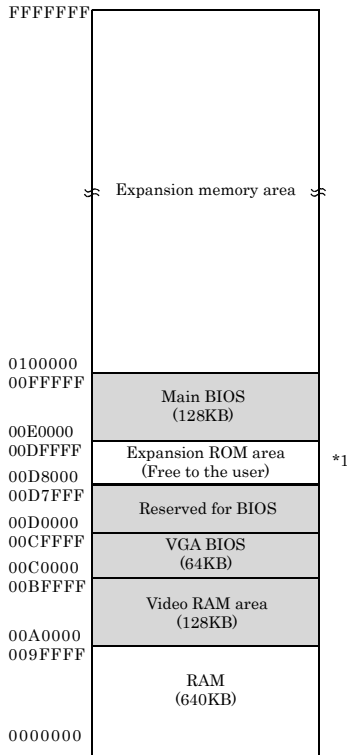 FFFFFFF
Expansion memory area
0100000
00FFFFF
Main BIOS
(128KB)
00E0000
00DFFFF
Expansion ROM area
(Free to the user)
*1
00D8000
00D7FFF
Reserved for BIOS
00D0000
00CFFFF
VGA BIOS
(64KB)
00C0000
00BFFFF
Video RAM area
(128KB)
00A0000
009FFFF
RAM
(640KB)
0000000